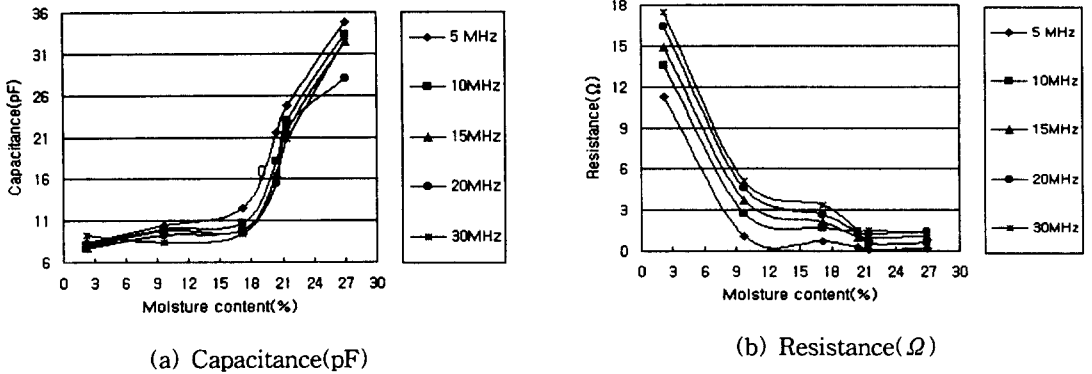 36
31
26
21
16
11
6
Capacitance(pF)
0 3 6 9 12 15 18 21 24 27 30
Moisture content(%)
5 MHz
10MHz
15MHz
20MHz
30MHz
(a) Capacitance(pF)
18
15
12
9
6
3
0
Resistance(Ω)
0 3 6 9 12 15 18 21 24 27 30
Moisture content(%)
5 MHz
10MHz
15MHz
20MHz
30MHz
(b) Resistance(Ω)